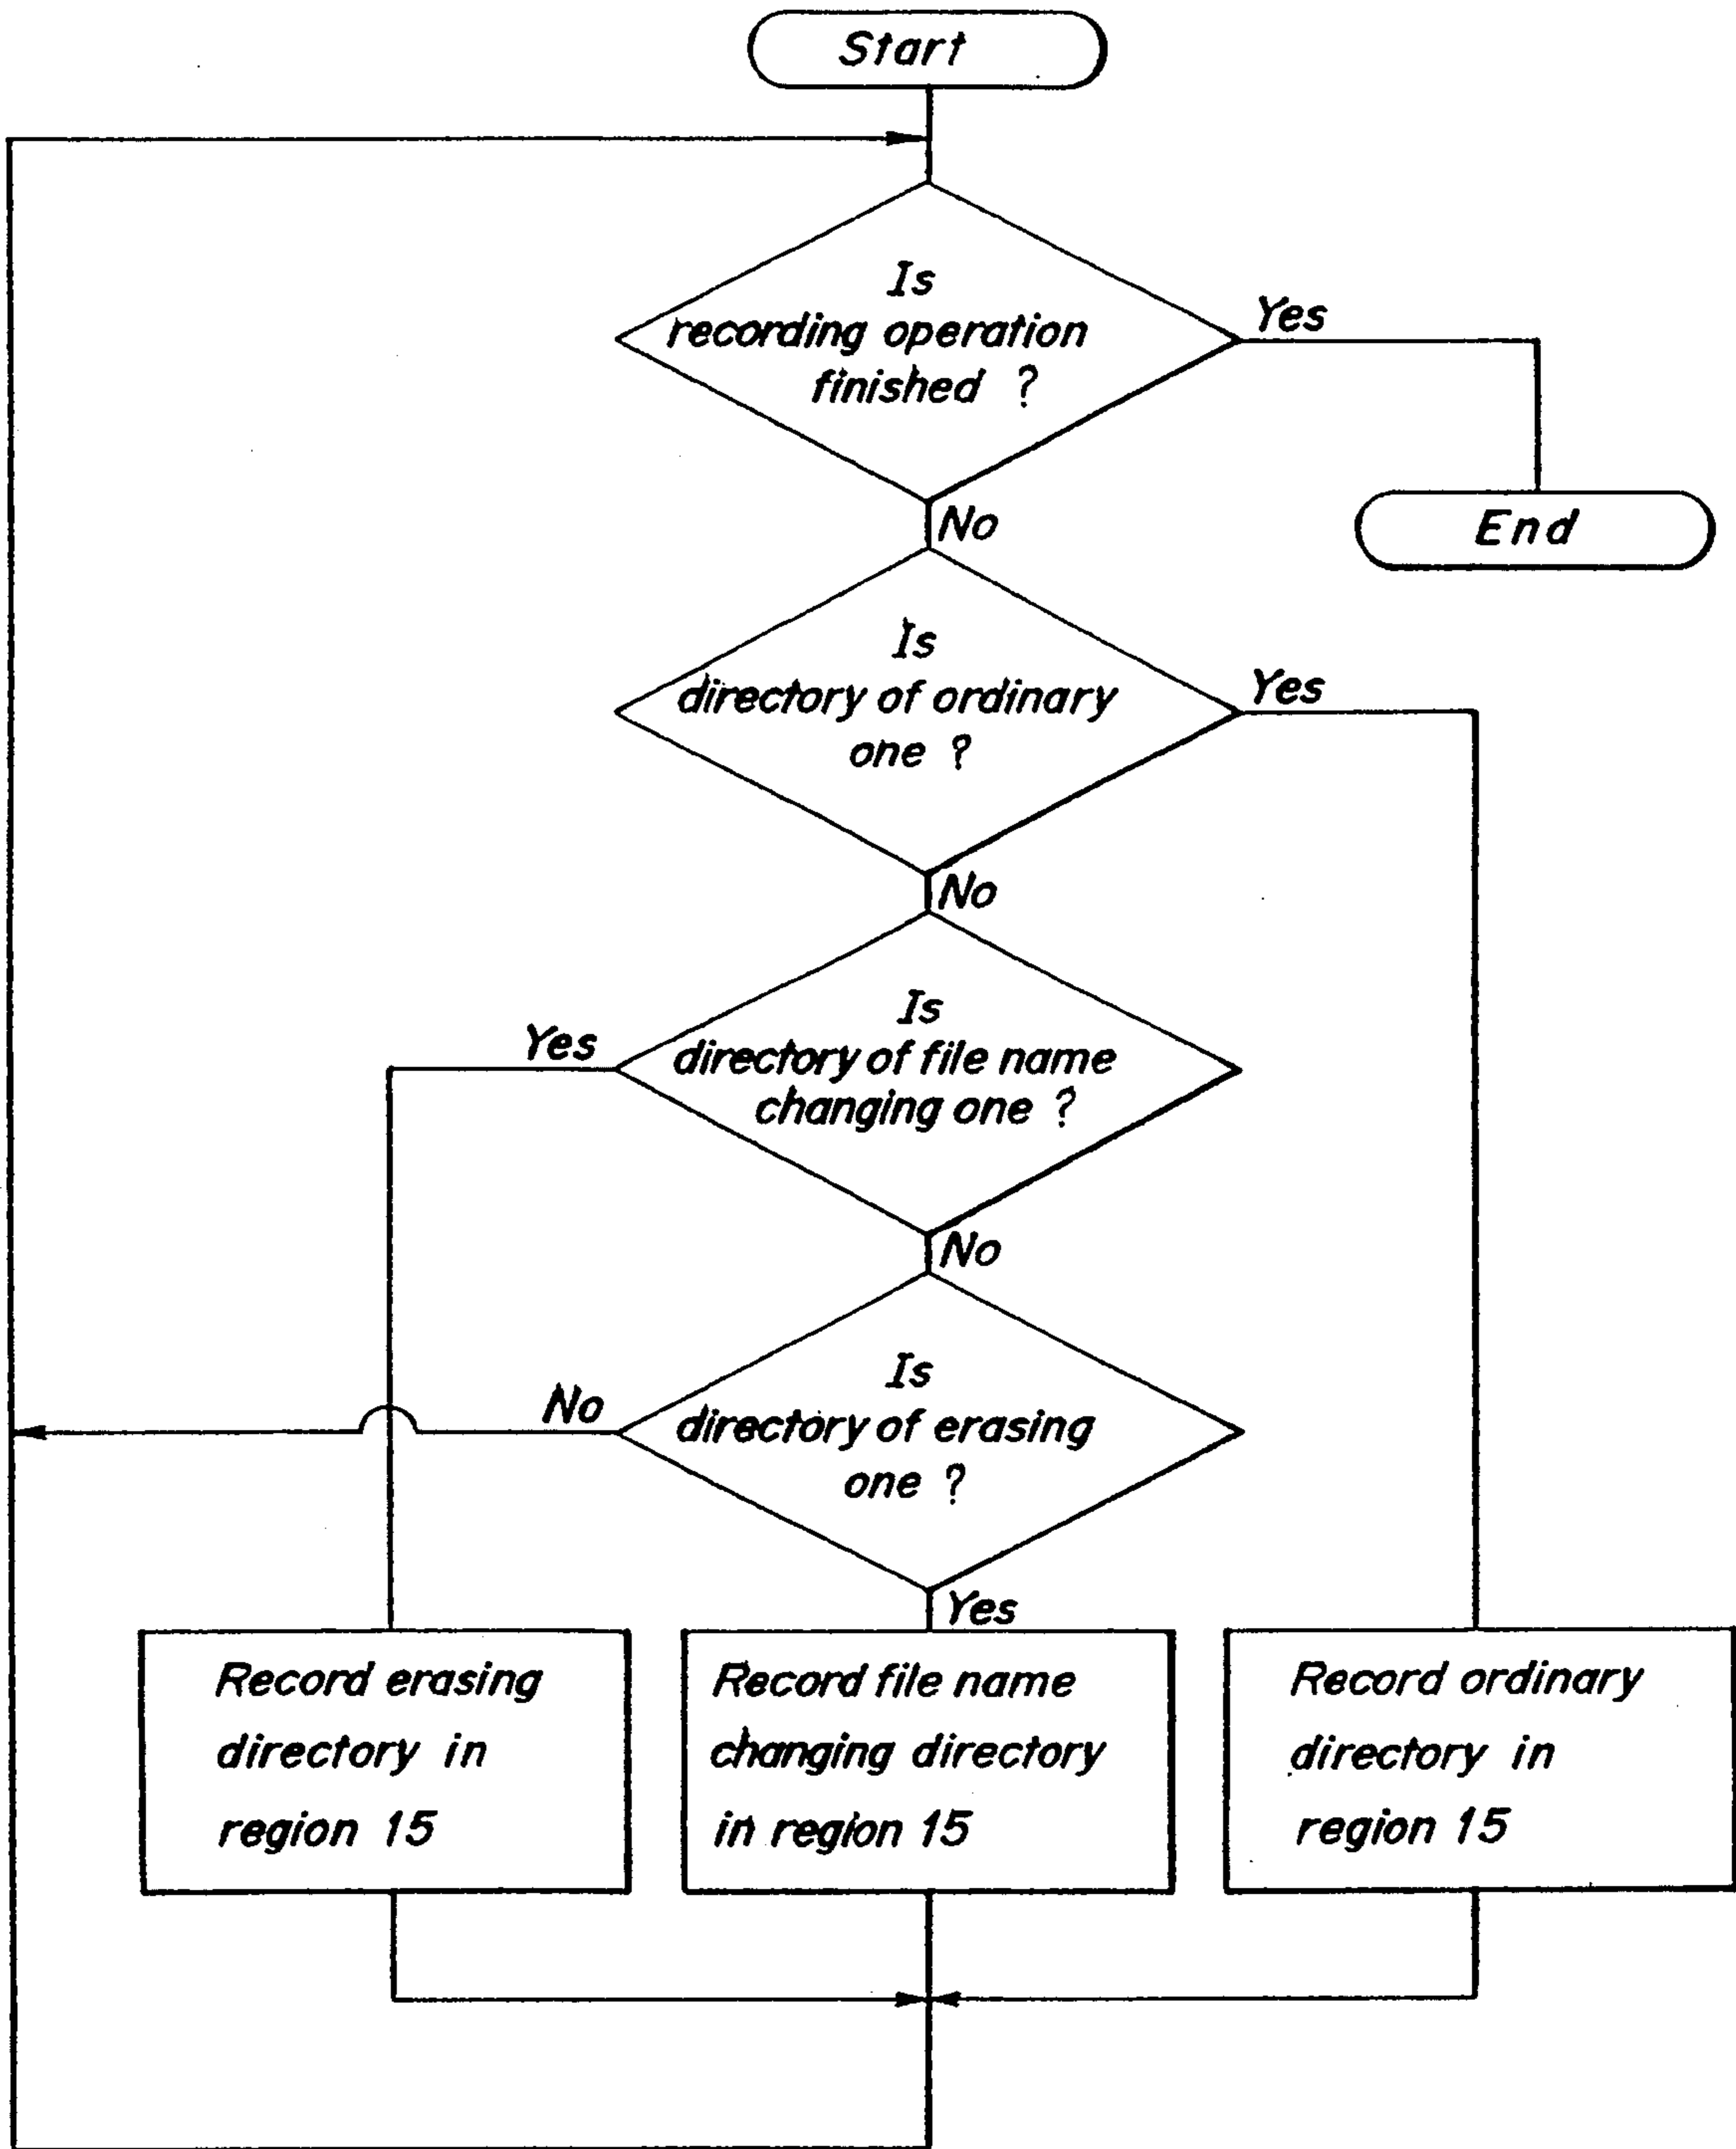 Start
Is
recording operation
finished ?
Yes
No
End
Is
directory of ordinary
one ?
Yes
No
Is
directory of file name
changing one ?
Yes
No
Is
directory of erasing
one ?
No
Yes
Record erasing
directory in
region 15
Record file name
changing directory
in region 15
Record ordinary
directory in
region 15